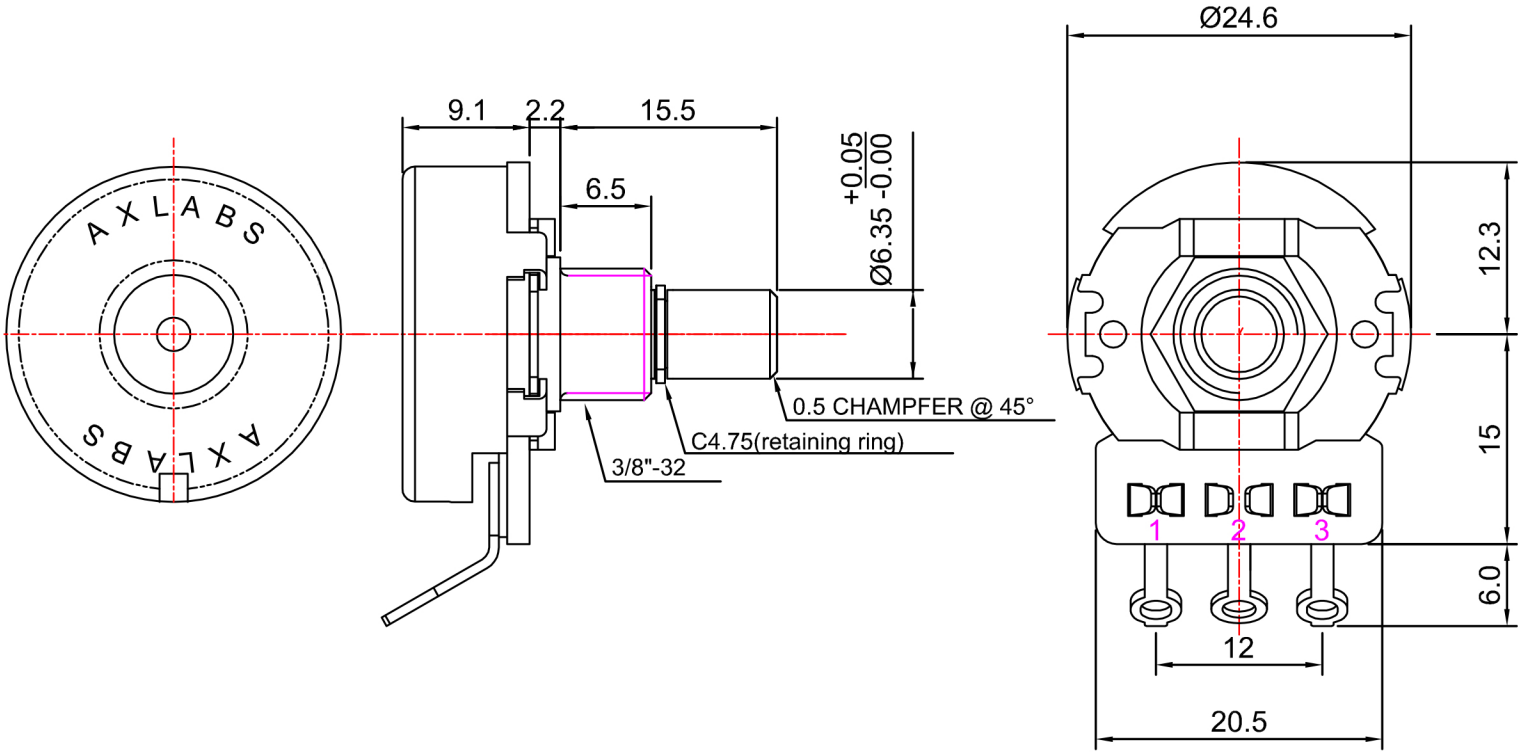 AXLABS
AXLABS
9.1
2.2
15.5
6.5
+0.05
Ø6.35 -0.00
0.5 CHAMPFER @ 45°
C4.75(retaining ring)
3/8"-32
Ø24.6
12.3
15
6.0
1
2
3
12
20.5